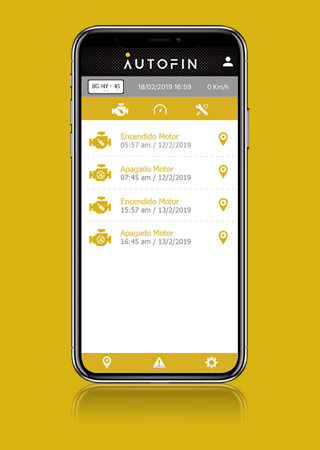 AUTOFIN
BG HY · 45 18/02/2019 16:59 0 Km/h
Encendido Motor
05:57 am / 12/2/2019
Apagado Motor
07:45 am / 12/2/2019
Encendido Motor
15:57 am / 13/2/2019
Apagado Motor
16:45 am / 13/2/2019